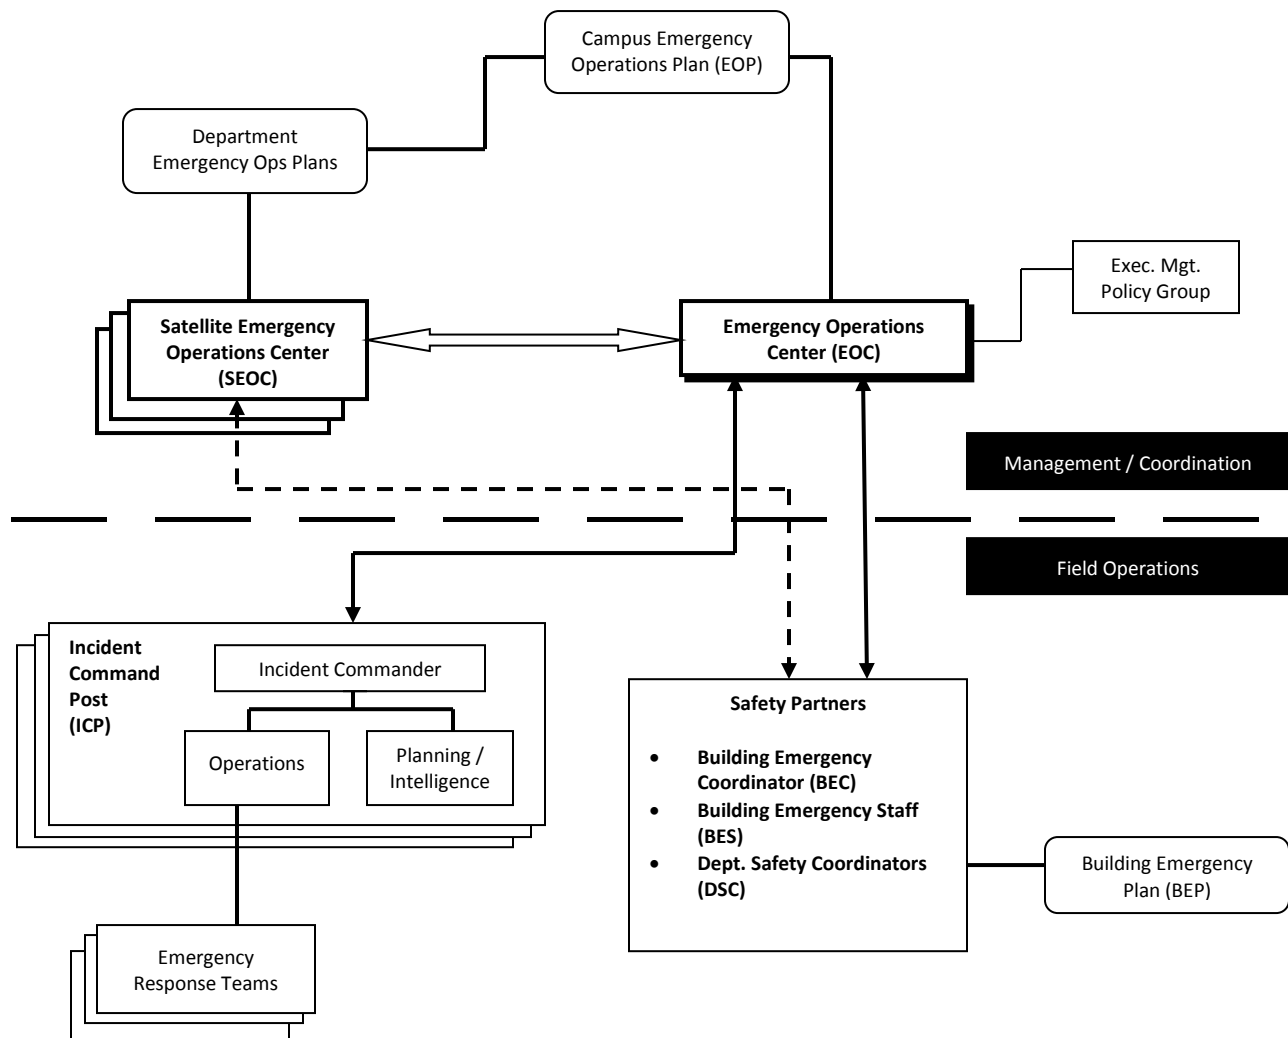 Campus Emergency
Operations Plan (EOP)
Department
Emergency Ops Plans
Exec. Mgt.
Policy Group
Satellite Emergency
Operations Center
(SEOC)
Emergency Operations
Center (EOC)
Management / Coordination
Field Operations
Incident
Command
Post
(ICP)
Incident Commander
Operations
Planning /
Intelligence
Safety Partners
• Building Emergency
Coordinator (BEC)
• Building Emergency Staff
(BES)
• Dept. Safety Coordinators
(DSC)
Building Emergency
Plan (BEP)
Emergency
Response Teams